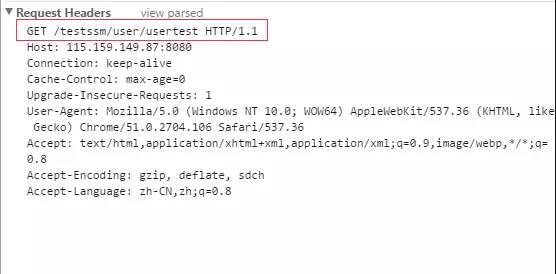 Request Headers view parsed
GET /testssm/user/usertest HTTP/1.1
Host: 115.159.149.87:8080
Connection: keep-alive
Cache-Control: max-age=0
Upgrade-Insecure-Requests: 1
User-Agent: Mozilla/5.0 (Windows NT 10.0; WOW64) AppleWebKit/537.36 (KHTML, like
Gecko) Chrome/51.0.2704.106 Safari/537.36
Accept: text/html,application/xhtml+xml,application/xml;q=0.9,image/webp,*/*;q=
0.8
Accept-Encoding: gzip, deflate, sdch
Accept-Language: zh-CN,zh;q=0.8